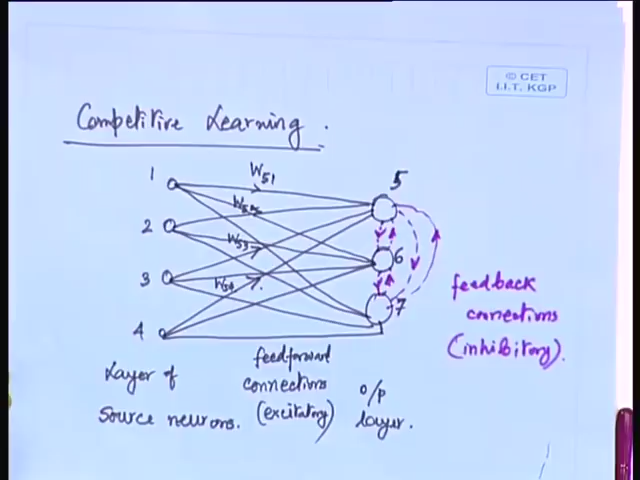 © CET
I.I.T. KGP
Competitive Learning.
1
2
3
4
W51
W52
W53
W54
5
6
7
feedback
connections
(inhibitory).
Layer of
source neurons.
feedforward
connections
(excitatory)
o/p
layer.